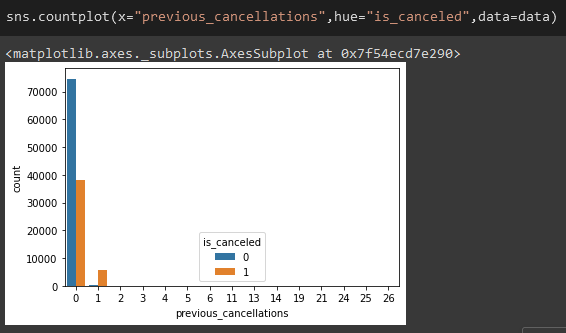 sns.countplot(x="previous_cancellations",hue="is_canceled",data=data)
<matplotlib.axes._subplots.AxesSubplot at 0x7f54ecd7e290>
70000
60000
50000
40000
30000
20000
10000
0
count
is_canceled
0
1
0 1 2 3 4 5 6 11 13 14 19 21 24 25 26
previous_cancellations